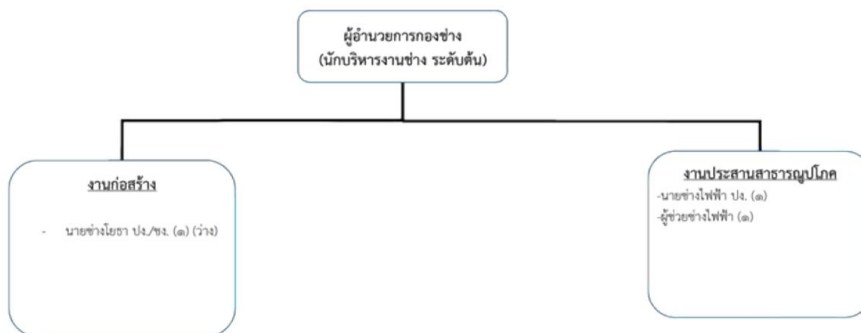 ผู้อำนวยการกองช่าง
(นักบริหารงานช่าง ระดับต้น)
งานก่อสร้าง
- นายช่างโยธา ปง./ชง. (๑) (ว่าง)
งานประสานสาธารณูปโภค
-นายช่างไฟฟ้า ปง. (๑)
-ผู้ช่วยช่างไฟฟ้า (๑)